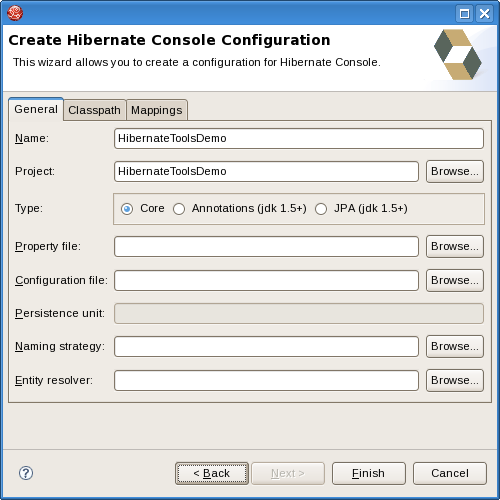 Create Hibernate Console Configuration
This wizard allows you to create a configuration for Hibernate Console.
General Classpath Mappings
Name: HibernateToolsDemo
Project: HibernateToolsDemo Browse...
Type: Core Annotations (jdk 1.5+) JPA (jdk 1.5+)
Property file: Browse...
Configuration file: Browse...
Persistence unit:
Naming strategy: Browse...
Entity resolver: Browse...
? < Back Next > Finish Cancel